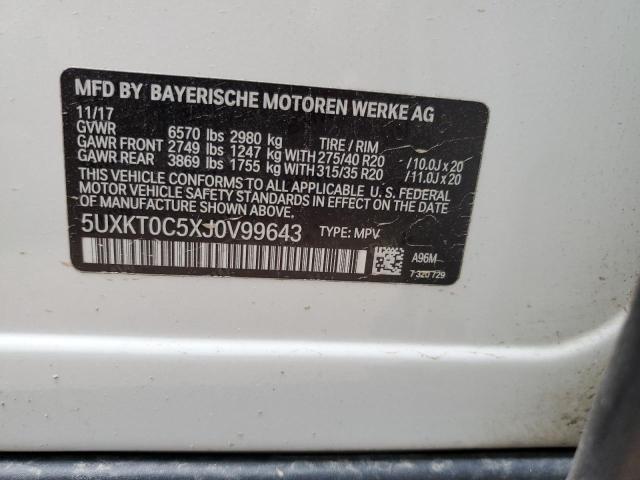 MFD BY BAYERISCHE MOTOREN WERKE AG
11/17
GVWR 6570 lbs 2980 kg TIRE / RIM
GAWR FRONT 2749 lbs 1247 kg WITH 275/40 R20 /10.0J x 20
GAWR REAR 3869 lbs 1755 kg WITH 315/35 R20 /11.0J x 20
THIS VEHICLE CONFORMS TO ALL APPLICABLE U. S. FEDERAL
MOTOR VEHICLE SAFETY STANDARDS IN EFFECT ON THE DATE
OF MANUFACTURE SHOWN ABOVE.
5UXKT0C5XJ0V99643 TYPE: MPV
A96M
7 320 729